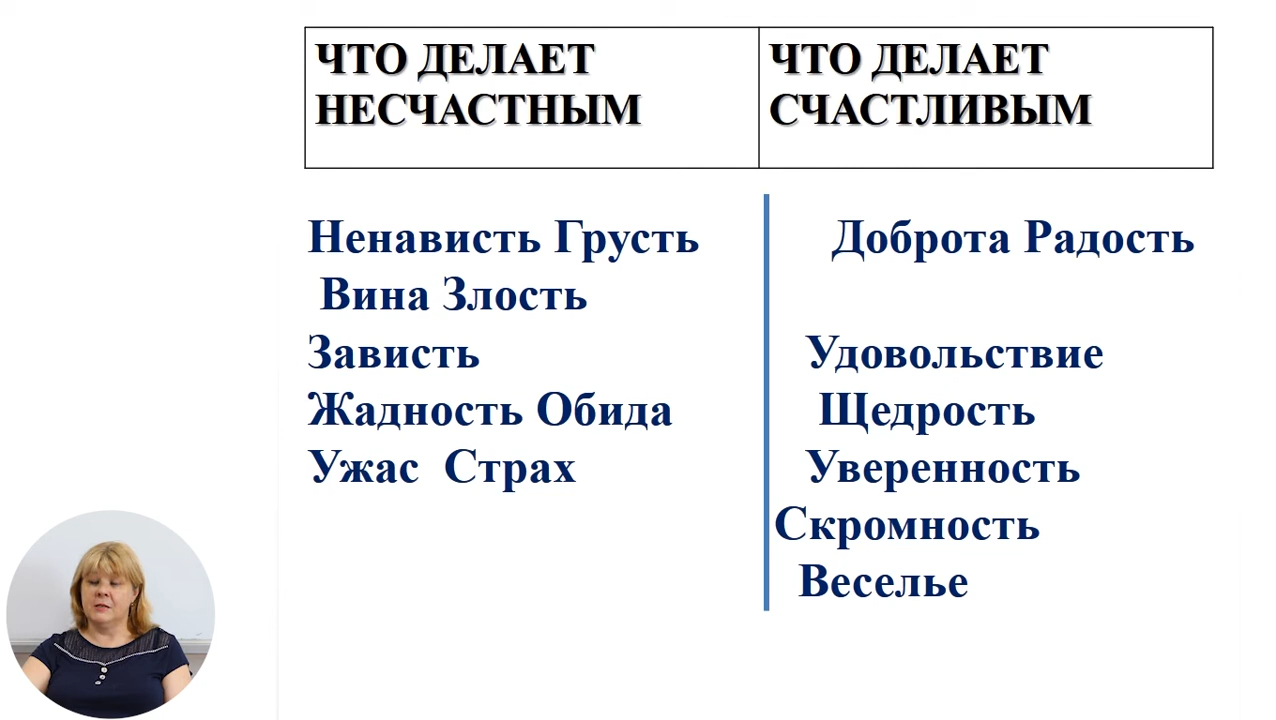 ЧТО ДЕЛАЕТ
НЕСЧАСТНЫМ
ЧТО ДЕЛАЕТ
СЧАСТЛИВЫМ
Ненависть Грусть
Вина Злость
Зависть
Жадность Обида
Ужас Страх
Доброта Радость
Удовольствие
Щедрость
Уверенность
Скромность
Веселье